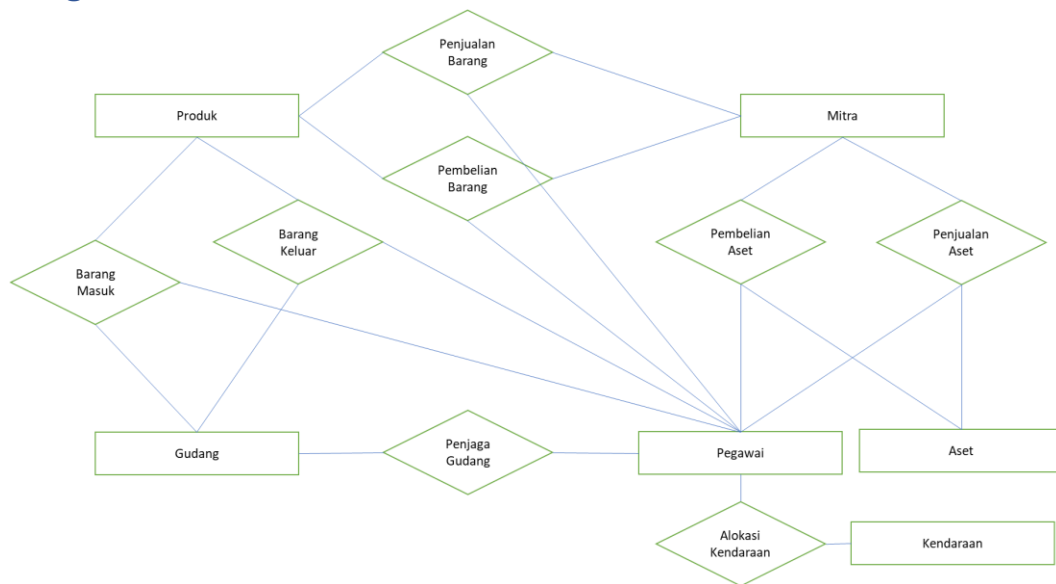 Penjualan
Barang
Produk
Mitra
Pembelian
Barang
Barang
Keluar
Pembelian
Aset
Penjualan
Aset
Barang
Masuk
Gudang
Penjaga
Gudang
Pegawai
Aset
Alokasi
Kendaraan
Kendaraan